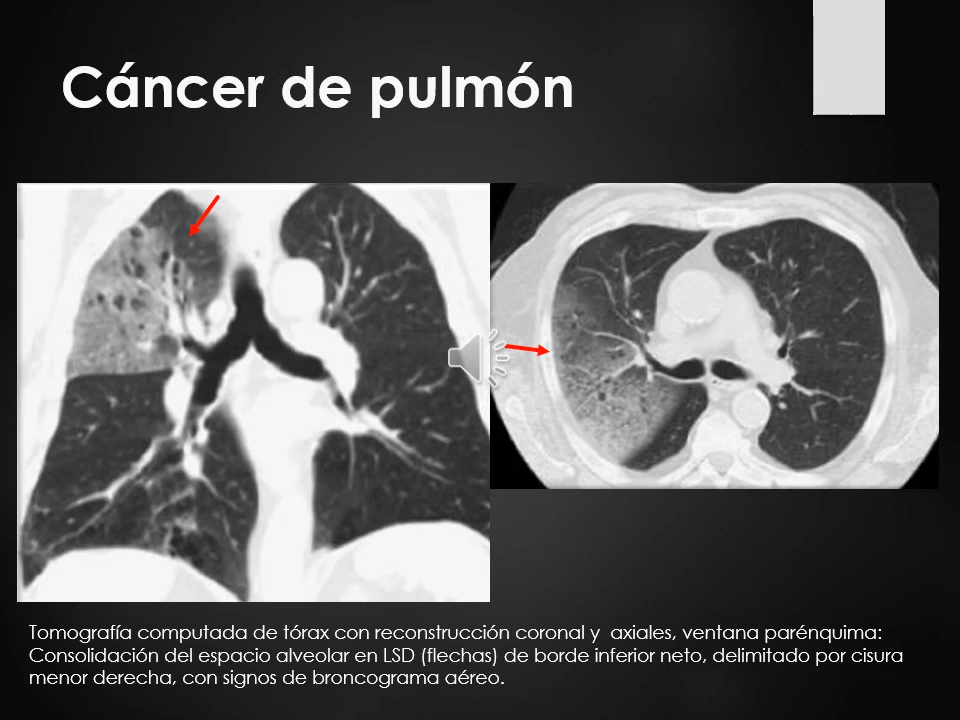 Cáncer de pulmón
Tomografía computada de tórax con reconstrucción coronal y axiales, ventana parénquima:
Consolidación del espacio alveolar en LSD (flechas) de borde inferior neto, delimitado por cisura
menor derecha, con signos de broncograma aéreo.